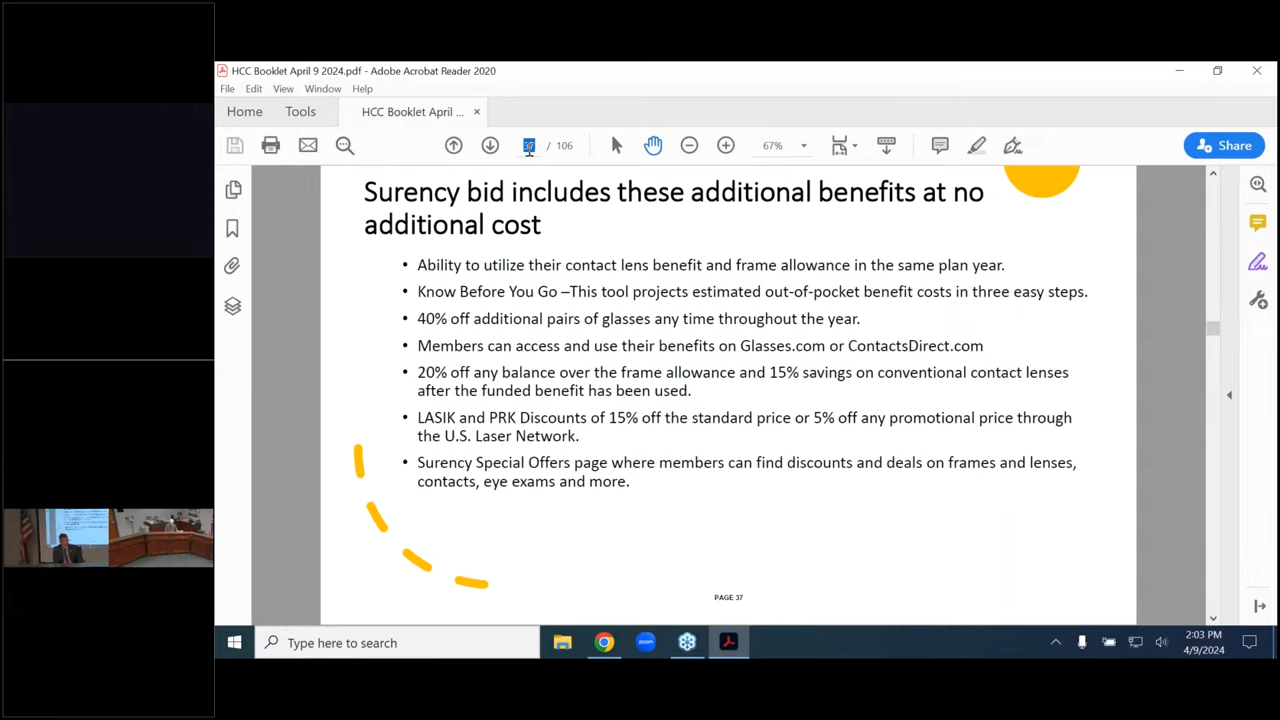 HCC Booklet April 9 2024.pdf - Adobe Acrobat Reader 2020
File Edit View Window Help
Home Tools HCC Booklet April ... ×
37 / 106 67% Share
Surency bid includes these additional benefits at no
additional cost
• Ability to utilize their contact lens benefit and frame allowance in the same plan year.
• Know Before You Go –This tool projects estimated out-of-pocket benefit costs in three easy steps.
• 40% off additional pairs of glasses any time throughout the year.
• Members can access and use their benefits on Glasses.com or ContactsDirect.com
• 20% off any balance over the frame allowance and 15% savings on conventional contact lenses
after the funded benefit has been used.
• LASIK and PRK Discounts of 15% off the standard price or 5% off any promotional price through
the U.S. Laser Network.
• Surency Special Offers page where members can find discounts and deals on frames and lenses,
contacts, eye exams and more.
PAGE 37
Type here to search
zoom
2:03 PM
4/9/2024